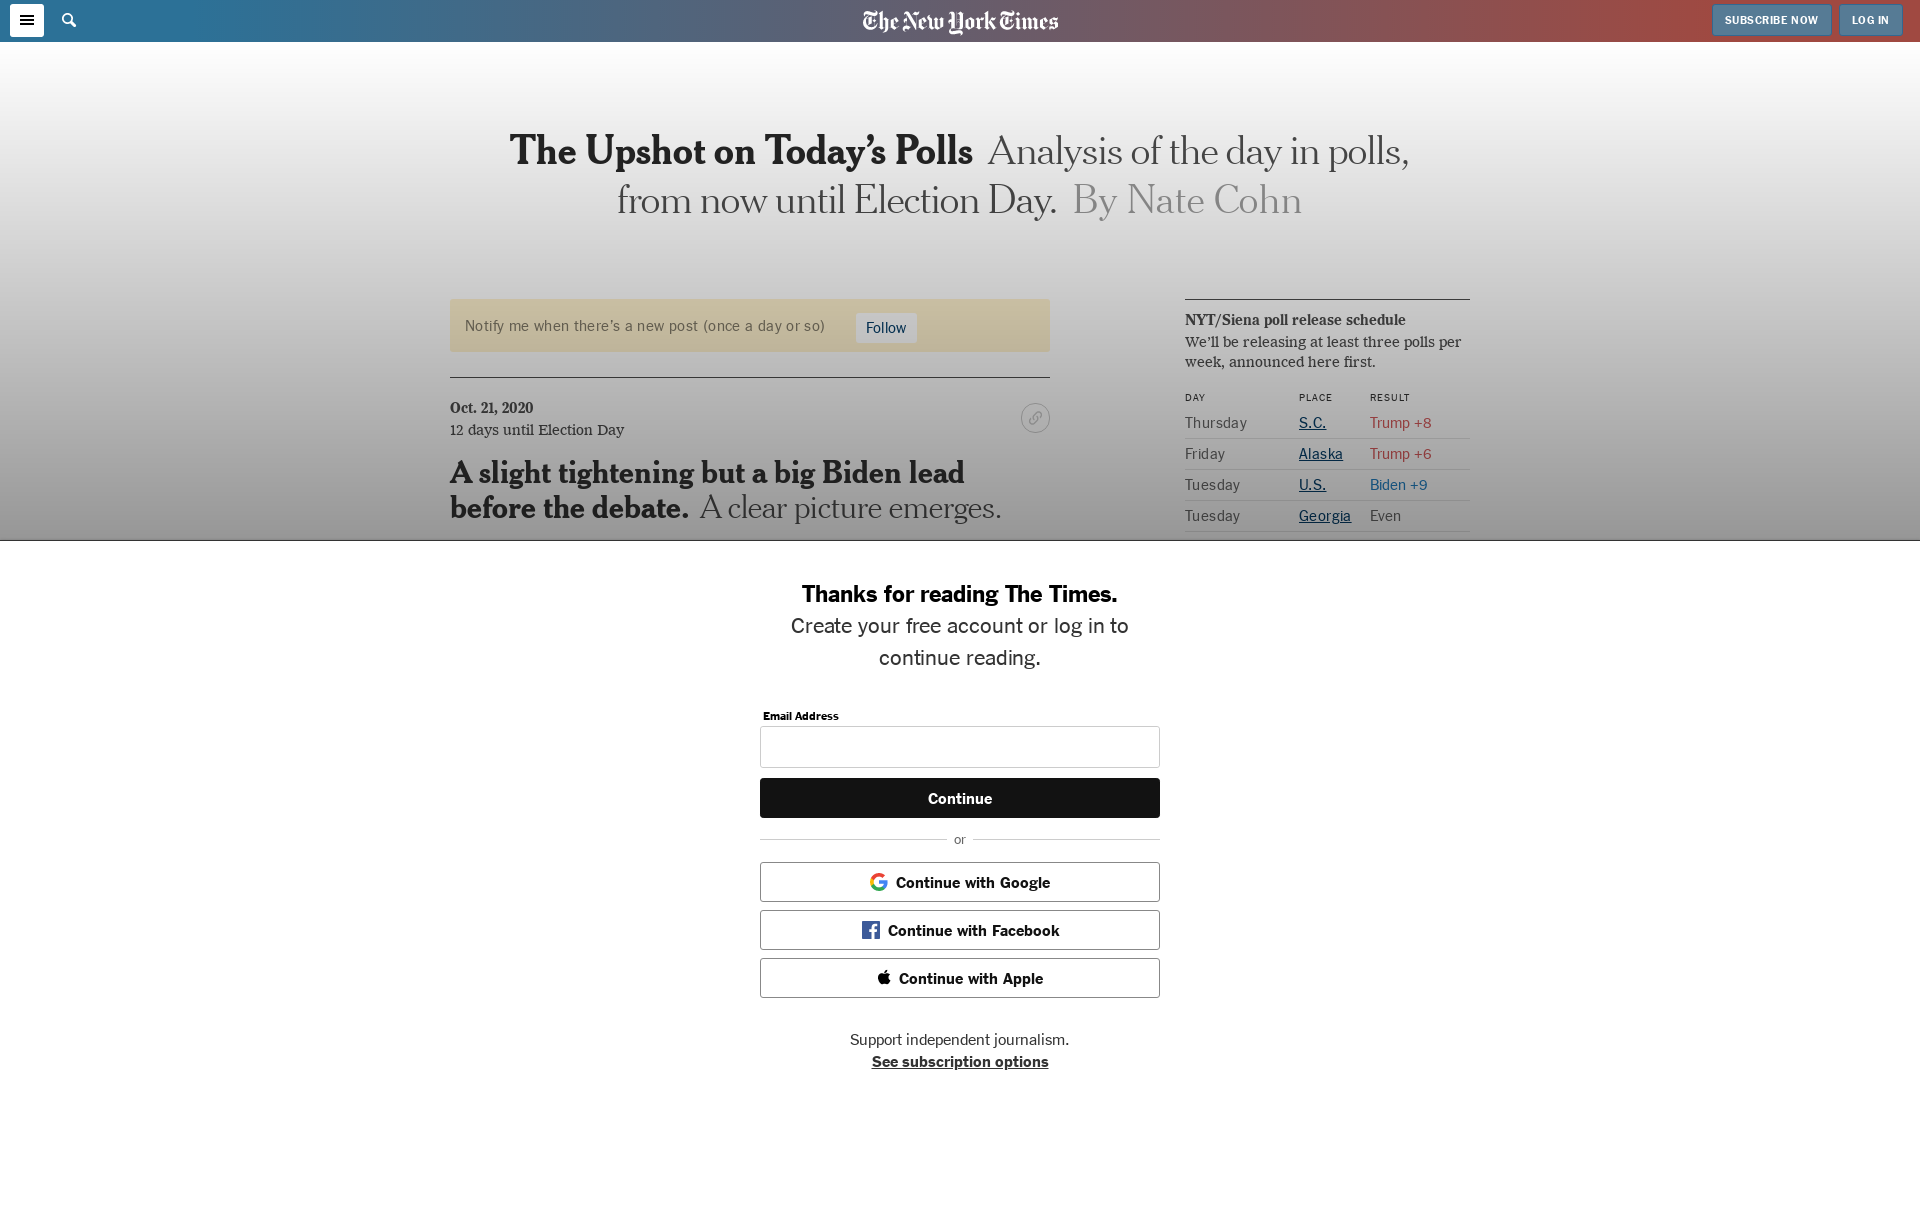 The New York Times
SUBSCRIBE NOW
LOG IN
The Upshot on Today’s Polls Analysis of the day in polls,
from now until Election Day. By Nate Cohn
Notify me when there’s a new post (once a day or so)
Follow
Oct. 21, 2020
12 days until Election Day
A slight tightening but a big Biden lead
before the debate. A clear picture emerges.
NYT/Siena poll release schedule
We’ll be releasing at least three polls per
week, announced here first.
DAY PLACE RESULT
Thursday S.C. Trump +8
Friday Alaska Trump +6
Tuesday U.S. Biden +9
Tuesday Georgia Even
Thanks for reading The Times.
Create your free account or log in to
continue reading.
Email Address
Continue
or
Continue with Google
Continue with Facebook
Continue with Apple
Support independent journalism.
See subscription options